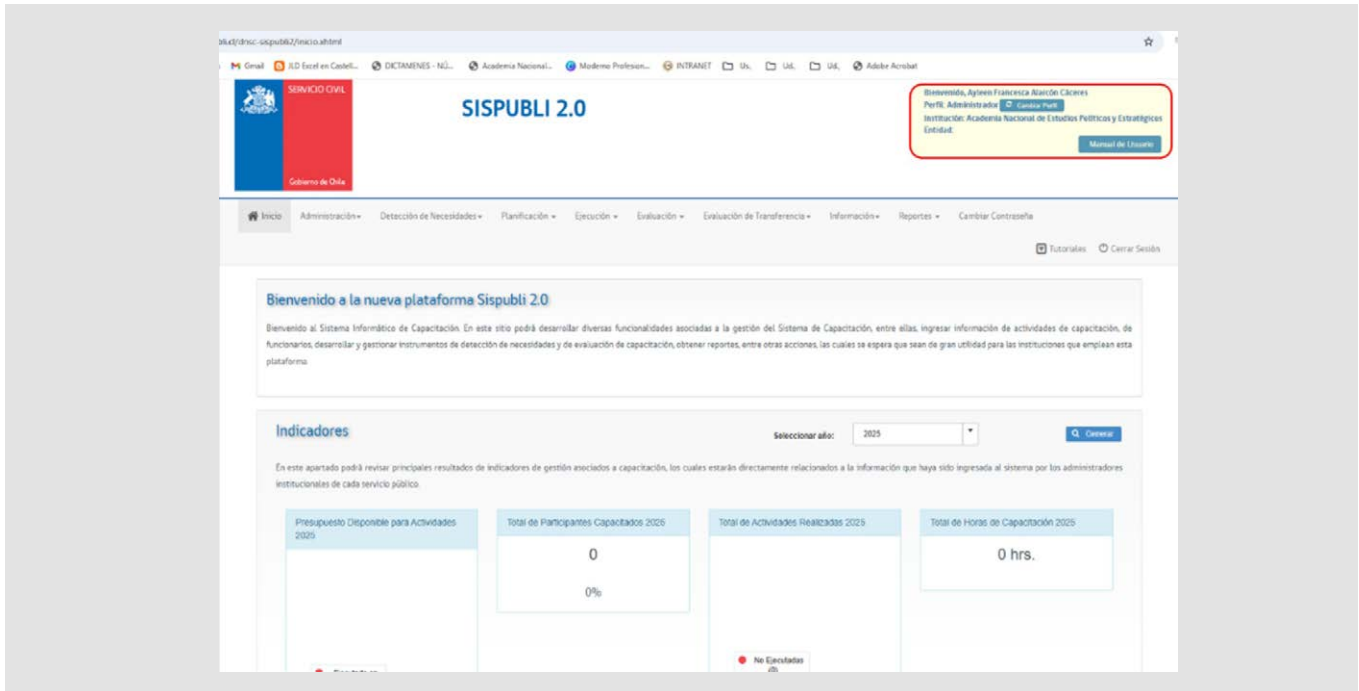 /dnsc-sispubli2/inicio.xhtml
Gmail JLD Excel en Castell... DICTAMENES - NÚ... Academia Nacional... Moderno Profesion... INTRANET Us. Ud. Ud. Adobe Acrobat
SERVICIO CIVIL
Gobierno de Chile
SISPUBLI 2.0
Bienvenido, Ayleen Francesca Alarcón Cáceres
Perfil: Administrador Cambiar Perfil
Institución: Academia Nacional de Estudios Políticos y Estratégicos
Entidad:
Manual de Usuario
Inicio Administración Detección de Necesidades Planificación Ejecución Evaluación Evaluación de Transferencia Información Reportes Cambiar Contraseña
Tutoriales Cerrar Sesión
Bienvenido a la nueva plataforma Sispubli 2.0
Bienvenido al Sistema Informático de Capacitación. En este sitio podrá desarrollar diversas funcionalidades asociadas a la gestión del Sistema de Capacitación, entre ellas, ingresar información de actividades de capacitación, de
funcionarios, desarrollar y gestionar instrumentos de detección de necesidades y de evaluación de capacitación, obtener reportes, entre otras acciones, las cuales se espera que sean de gran utilidad para las instituciones que emplean esta
plataforma.
Indicadores
Seleccionar año: 2025 Generar
En este apartado podrá revisar principales resultados de indicadores de gestión asociados a capacitación, los cuales estarán directamente relacionados a la información que haya sido ingresada al sistema por los administradores
institucionales de cada servicio público.
Presupuesto Disponible para Actividades
2025
Total de Participantes Capacitados 2025
0
0%
Total de Actividades Realizadas 2025
No Ejecutadas
Total de Horas de Capacitación 2025
0 hrs.